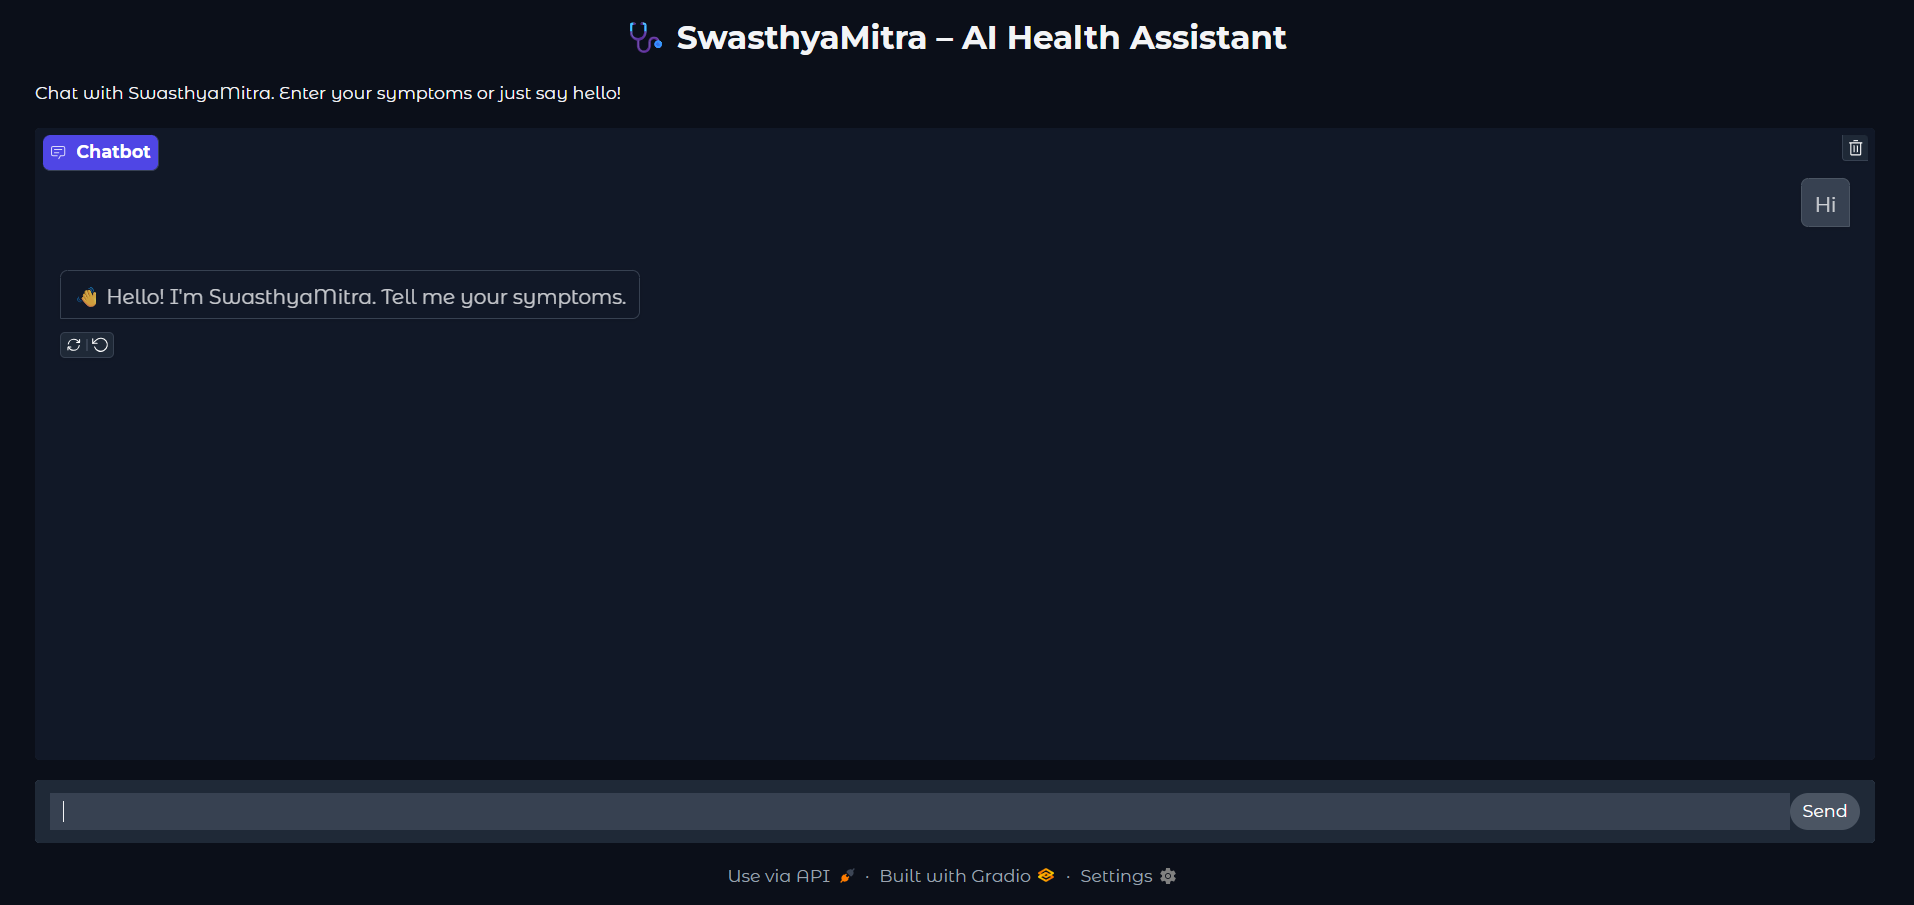 SwasthyaMitra – AI Health Assistant
Chat with SwasthyaMitra. Enter your symptoms or just say hello!
Chatbot
Hi
👋 Hello! I'm SwasthyaMitra. Tell me your symptoms.
Send
Use via API · Built with Gradio · Settings